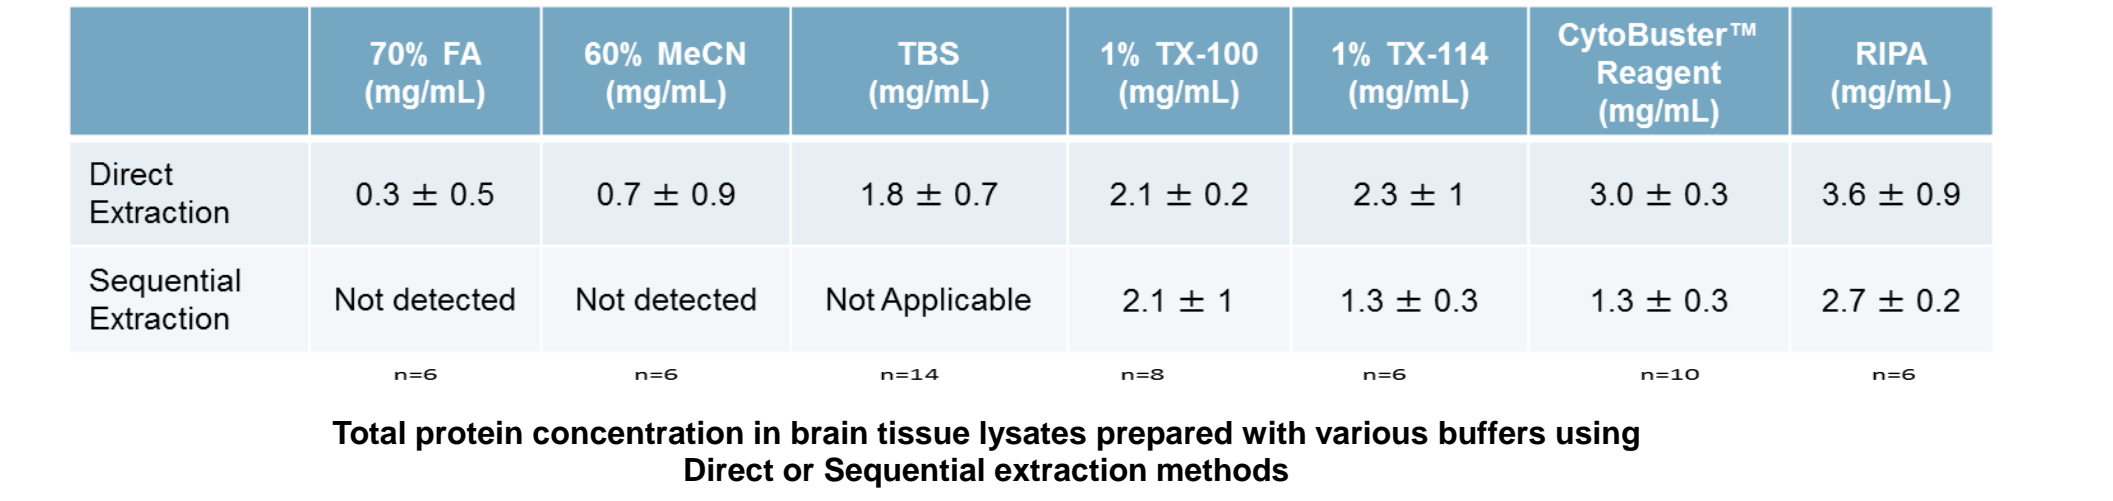 70% FA (mg/mL) 60% MeCN (mg/mL) TBS (mg/mL) 1% TX-100 (mg/mL) 1% TX-114 (mg/mL) CytoBuster™ Reagent (mg/mL) RIPA (mg/mL)
Direct Extraction 0.3 ± 0.5 0.7 ± 0.9 1.8 ± 0.7 2.1 ± 0.2 2.3 ± 1 3.0 ± 0.3 3.6 ± 0.9
Sequential Extraction Not detected Not detected Not Applicable 2.1 ± 1 1.3 ± 0.3 1.3 ± 0.3 2.7 ± 0.2
n=6 n=6 n=14 n=8 n=6 n=10 n=6
Total protein concentration in brain tissue lysates prepared with various buffers using
Direct or Sequential extraction methods